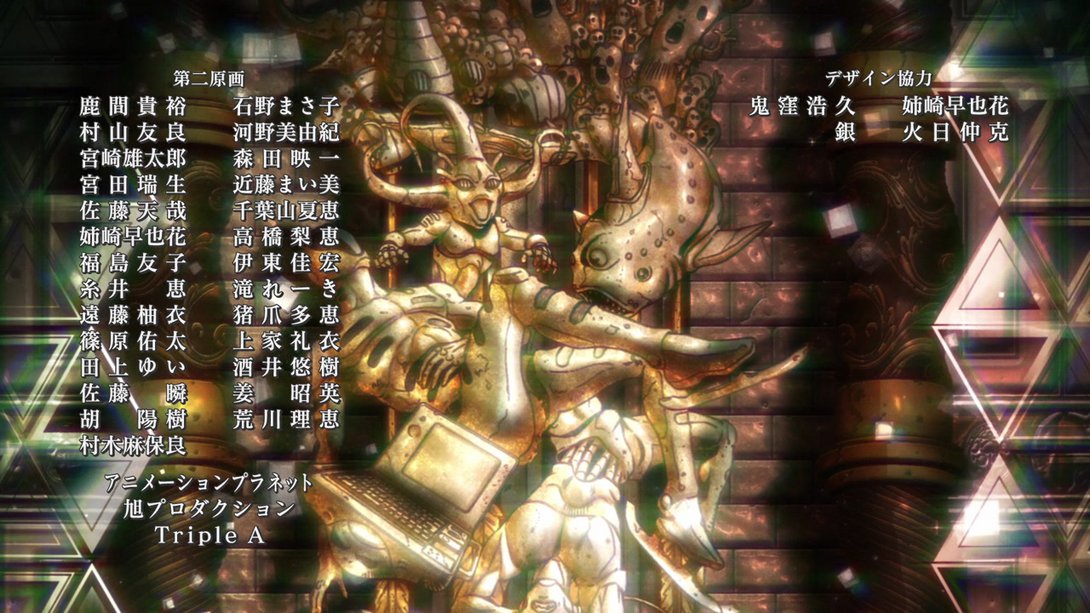 第二原画
鹿間貴裕 石野まさ子
村山友良 河野美由紀
宮崎雄太郎 森田映一
宮田瑞生 近藤まい美
佐藤天哉 千葉山夏恵
姉崎早也花 高橋梨恵
福島友子 伊東佳宏
糸井恵 滝れーき
遠藤柚衣 猪爪多恵
篠原佑太 上家礼衣
田上ゆい 酒井悠樹
佐藤瞬 姜昭英
胡陽樹 荒川理恵
村木麻保良
アニメーションプラネット
旭プロダクション
Triple A
デザイン協力
鬼窪浩久 姉崎早也花
銀 火日仲克